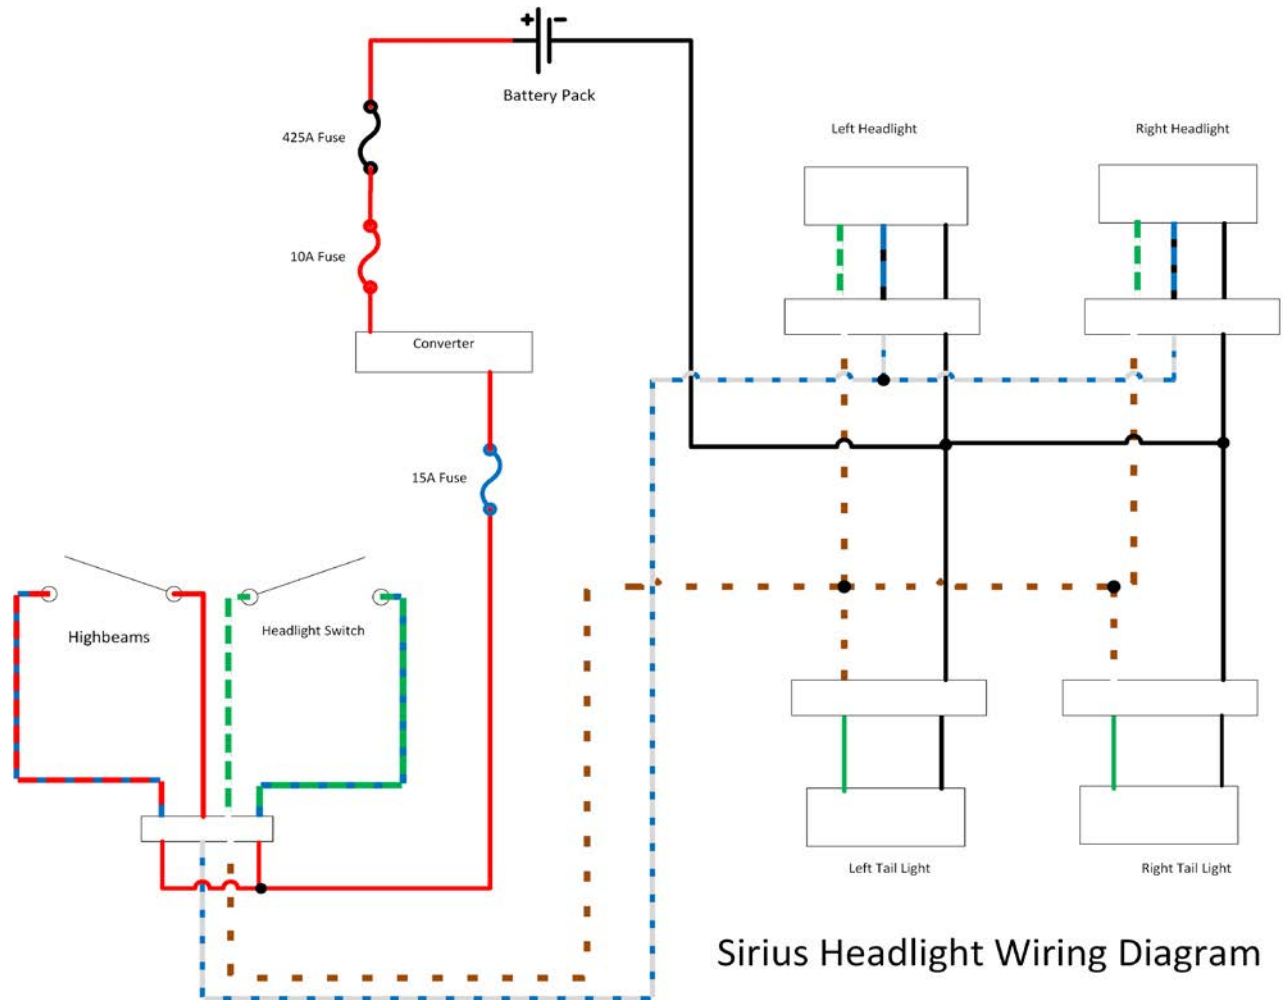 + -
Battery Pack
425A Fuse
10A Fuse
Converter
15A Fuse
Left Headlight
Right Headlight
Highbeams
Headlight Switch
Left Tail Light
Right Tail Light
Sirius Headlight Wiring Diagram